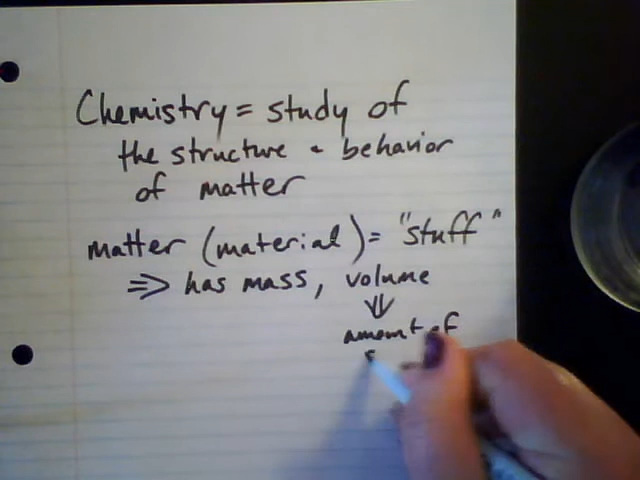 Chemistry = study of
the structure & behavior
of matter
matter (material) = "stuff"
⇒ has mass, volume
⇓
amount of
s